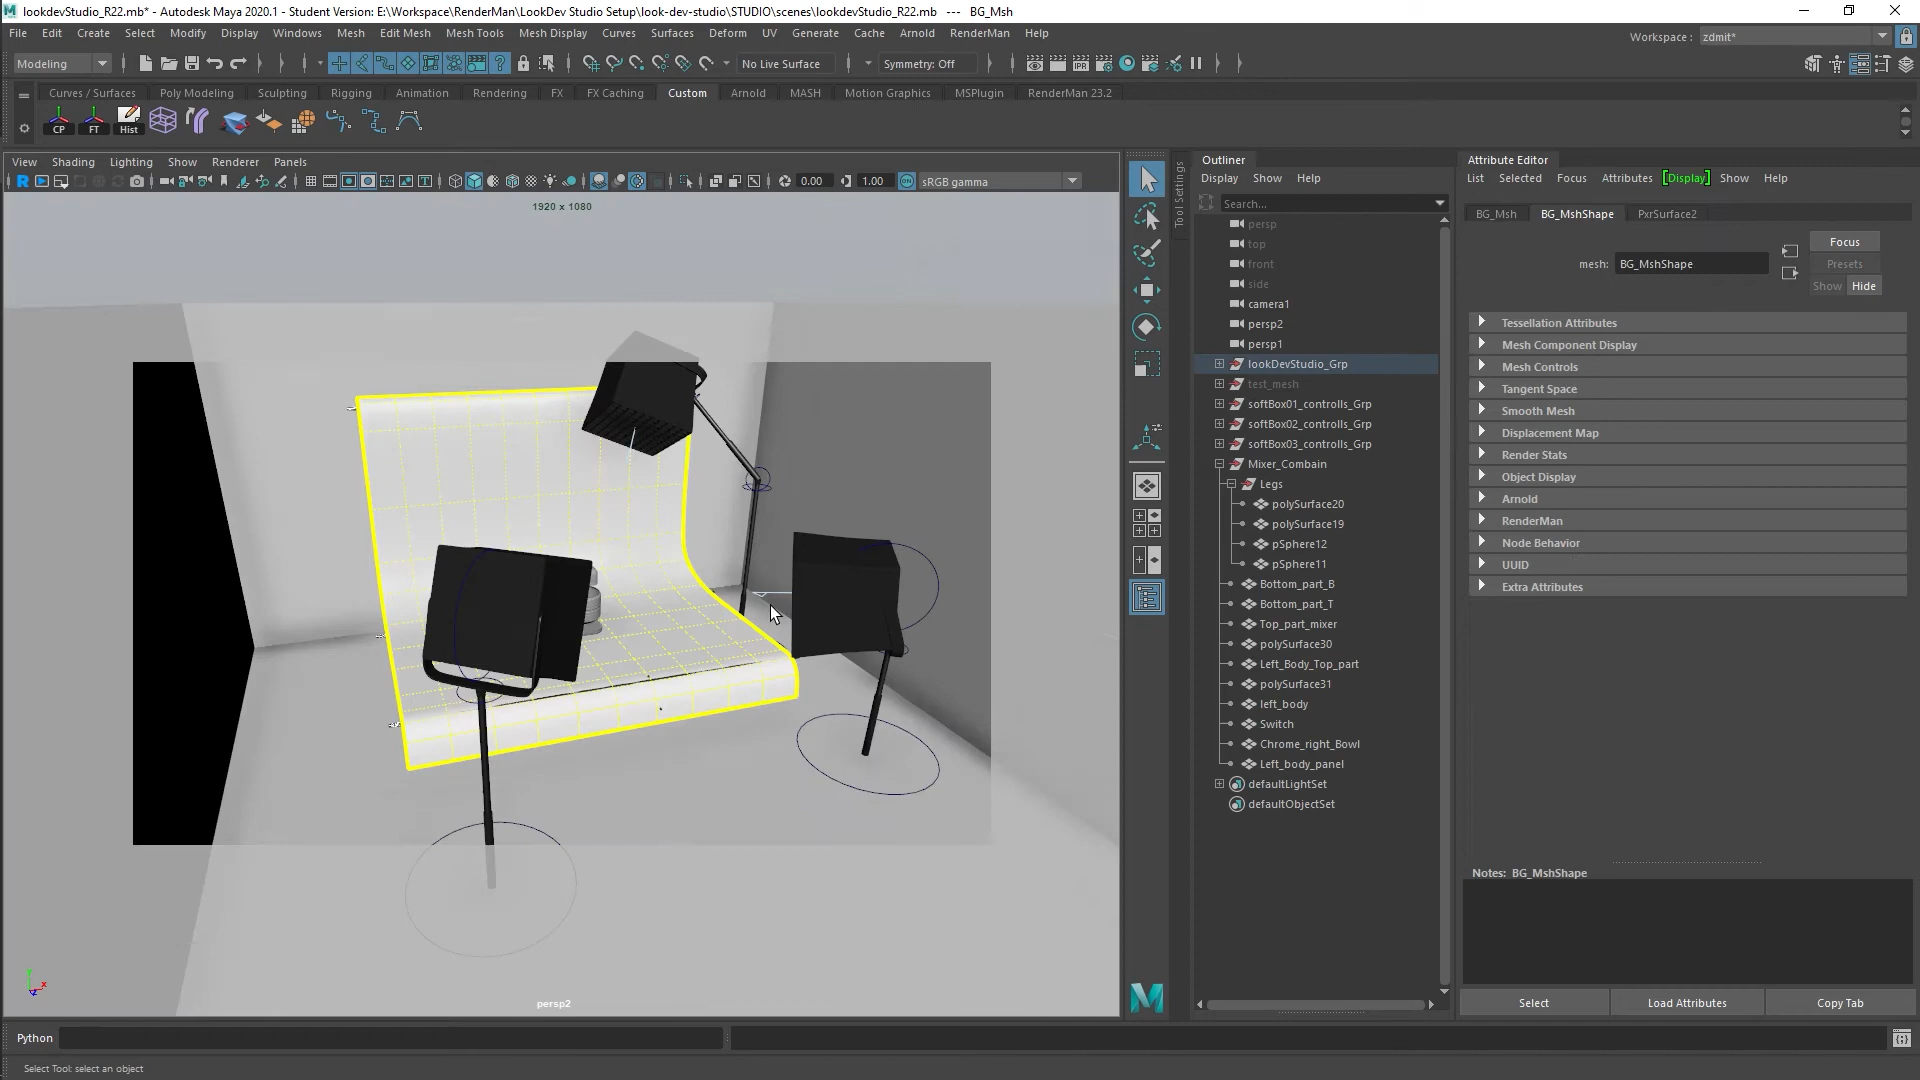 lookdevStudio_R22.mb* - Autodesk Maya 2020.1 - Student Version: E:\Workspace\RenderMan\LookDev Studio Setup\look-dev-studio\STUDIO\scenes\lookdevStudio_R22.mb --- BG_Msh
File Edit Create Select Modify Display Windows Mesh Edit Mesh Mesh Tools Mesh Display Curves Surfaces Deform UV Generate Cache Arnold RenderMan Help
Workspace : zdmit*
Modeling No Live Surface Symmetry: Off
Curves / Surfaces Poly Modeling Sculpting Rigging Animation Rendering FX FX Caching Custom Arnold MASH Motion Graphics MSPlugin RenderMan 23.2
CP FT Hist
View Shading Lighting Show Renderer Panels
0.00 1.00 sRGB gamma
1920 x 1080
persp2
Tool Settings
Outliner
Display Show Help
Search...
persp
top
front
side
camera1
persp2
persp1
lookDevStudio_Grp
test_mesh
softBox01_controlls_Grp
softBox02_controlls_Grp
softBox03_controlls_Grp
Mixer_Combain
Legs
polySurface20
polySurface19
pSphere12
pSphere11
Bottom_part_B
Bottom_part_T
Top_part_mixer
polySurface30
Left_Body_Top_part
polySurface31
left_body
Switch
Chrome_right_Bowl
Left_body_panel
defaultLightSet
defaultObjectSet
Attribute Editor
List Selected Focus Attributes Display Show Help
BG_Msh BG_MshShape PxrSurface2
mesh: BG_MshShape
Focus
Presets
Show Hide
Tessellation Attributes
Mesh Component Display
Mesh Controls
Tangent Space
Smooth Mesh
Displacement Map
Render Stats
Object Display
Arnold
RenderMan
Node Behavior
UUID
Extra Attributes
Notes: BG_MshShape
Select Load Attributes Copy Tab
Python
Select Tool: select an object